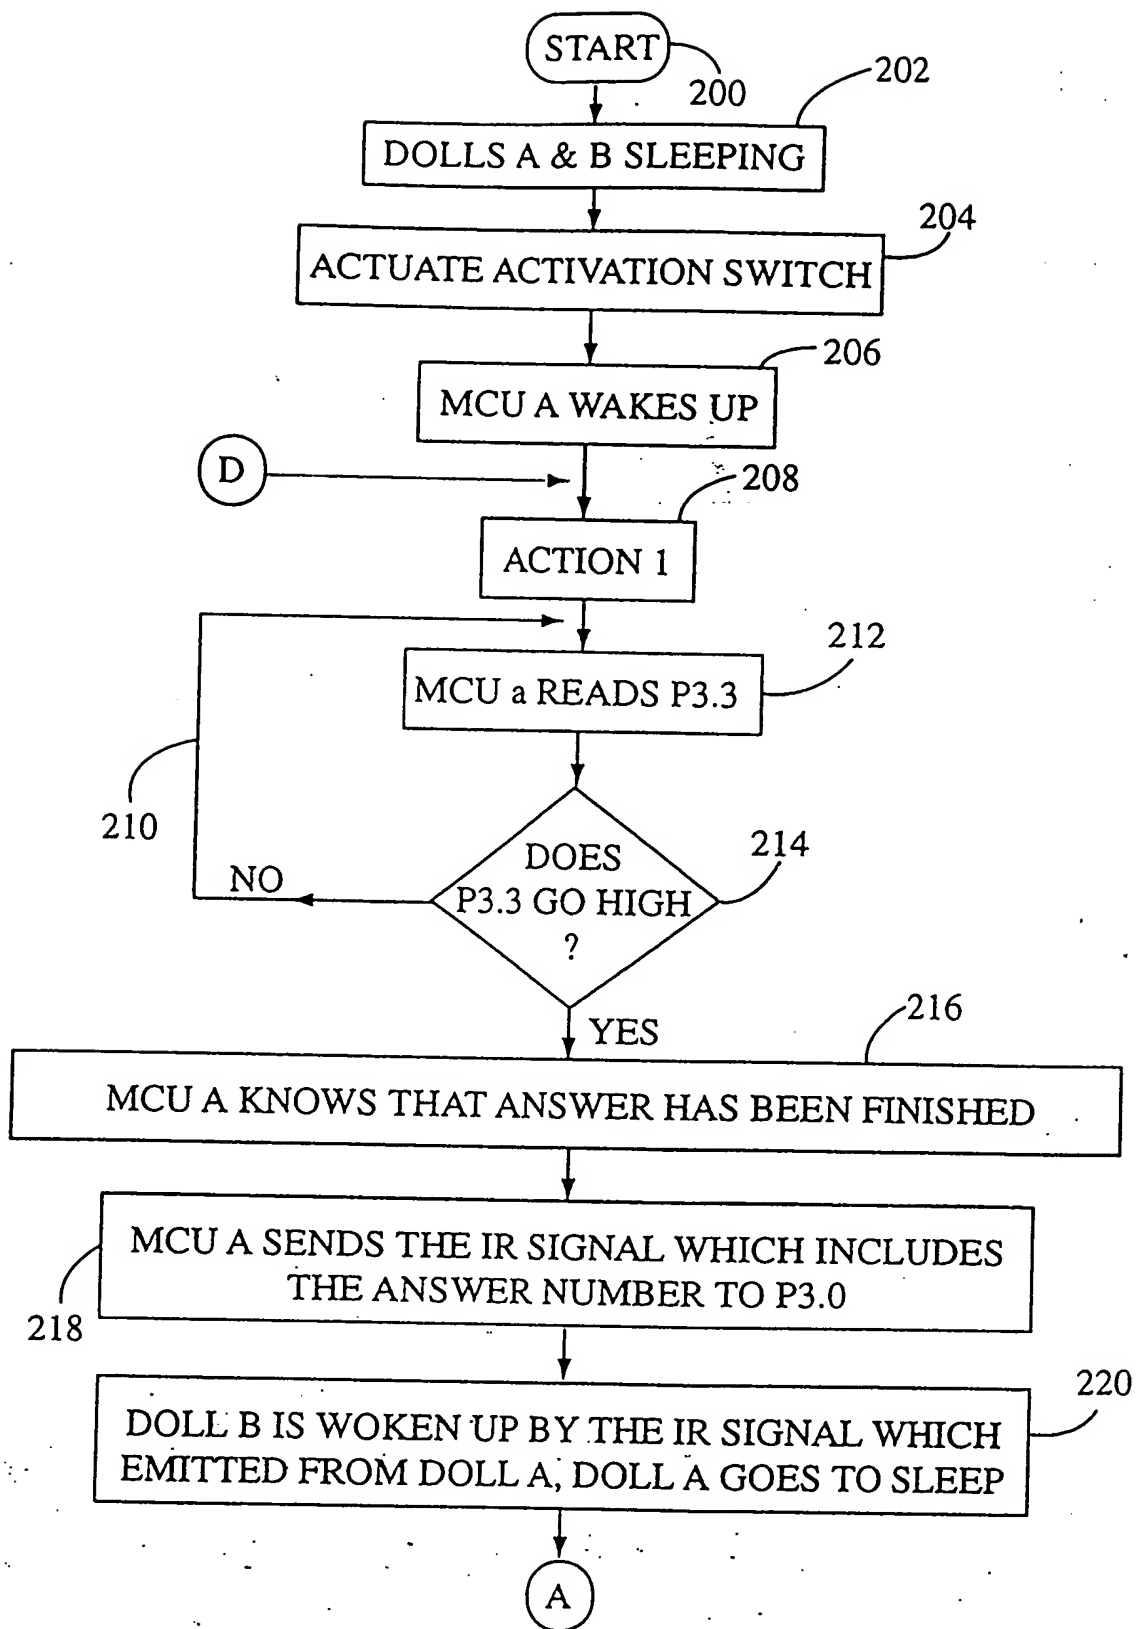 START
200
202
DOLLS A & B SLEEPING
204
ACTUATE ACTIVATION SWITCH
206
MCU A WAKES UP
D
208
ACTION 1
212
MCU a READS P3.3
210
214
DOES
P3.3 GO HIGH
?
NO
YES
216
MCU A KNOWS THAT ANSWER HAS BEEN FINISHED
MCU A SENDS THE IR SIGNAL WHICH INCLUDES
THE ANSWER NUMBER TO P3.0
218
220
DOLL B IS WOKEN UP BY THE IR SIGNAL WHICH
EMITTED FROM DOLL A, DOLL A GOES TO SLEEP
A